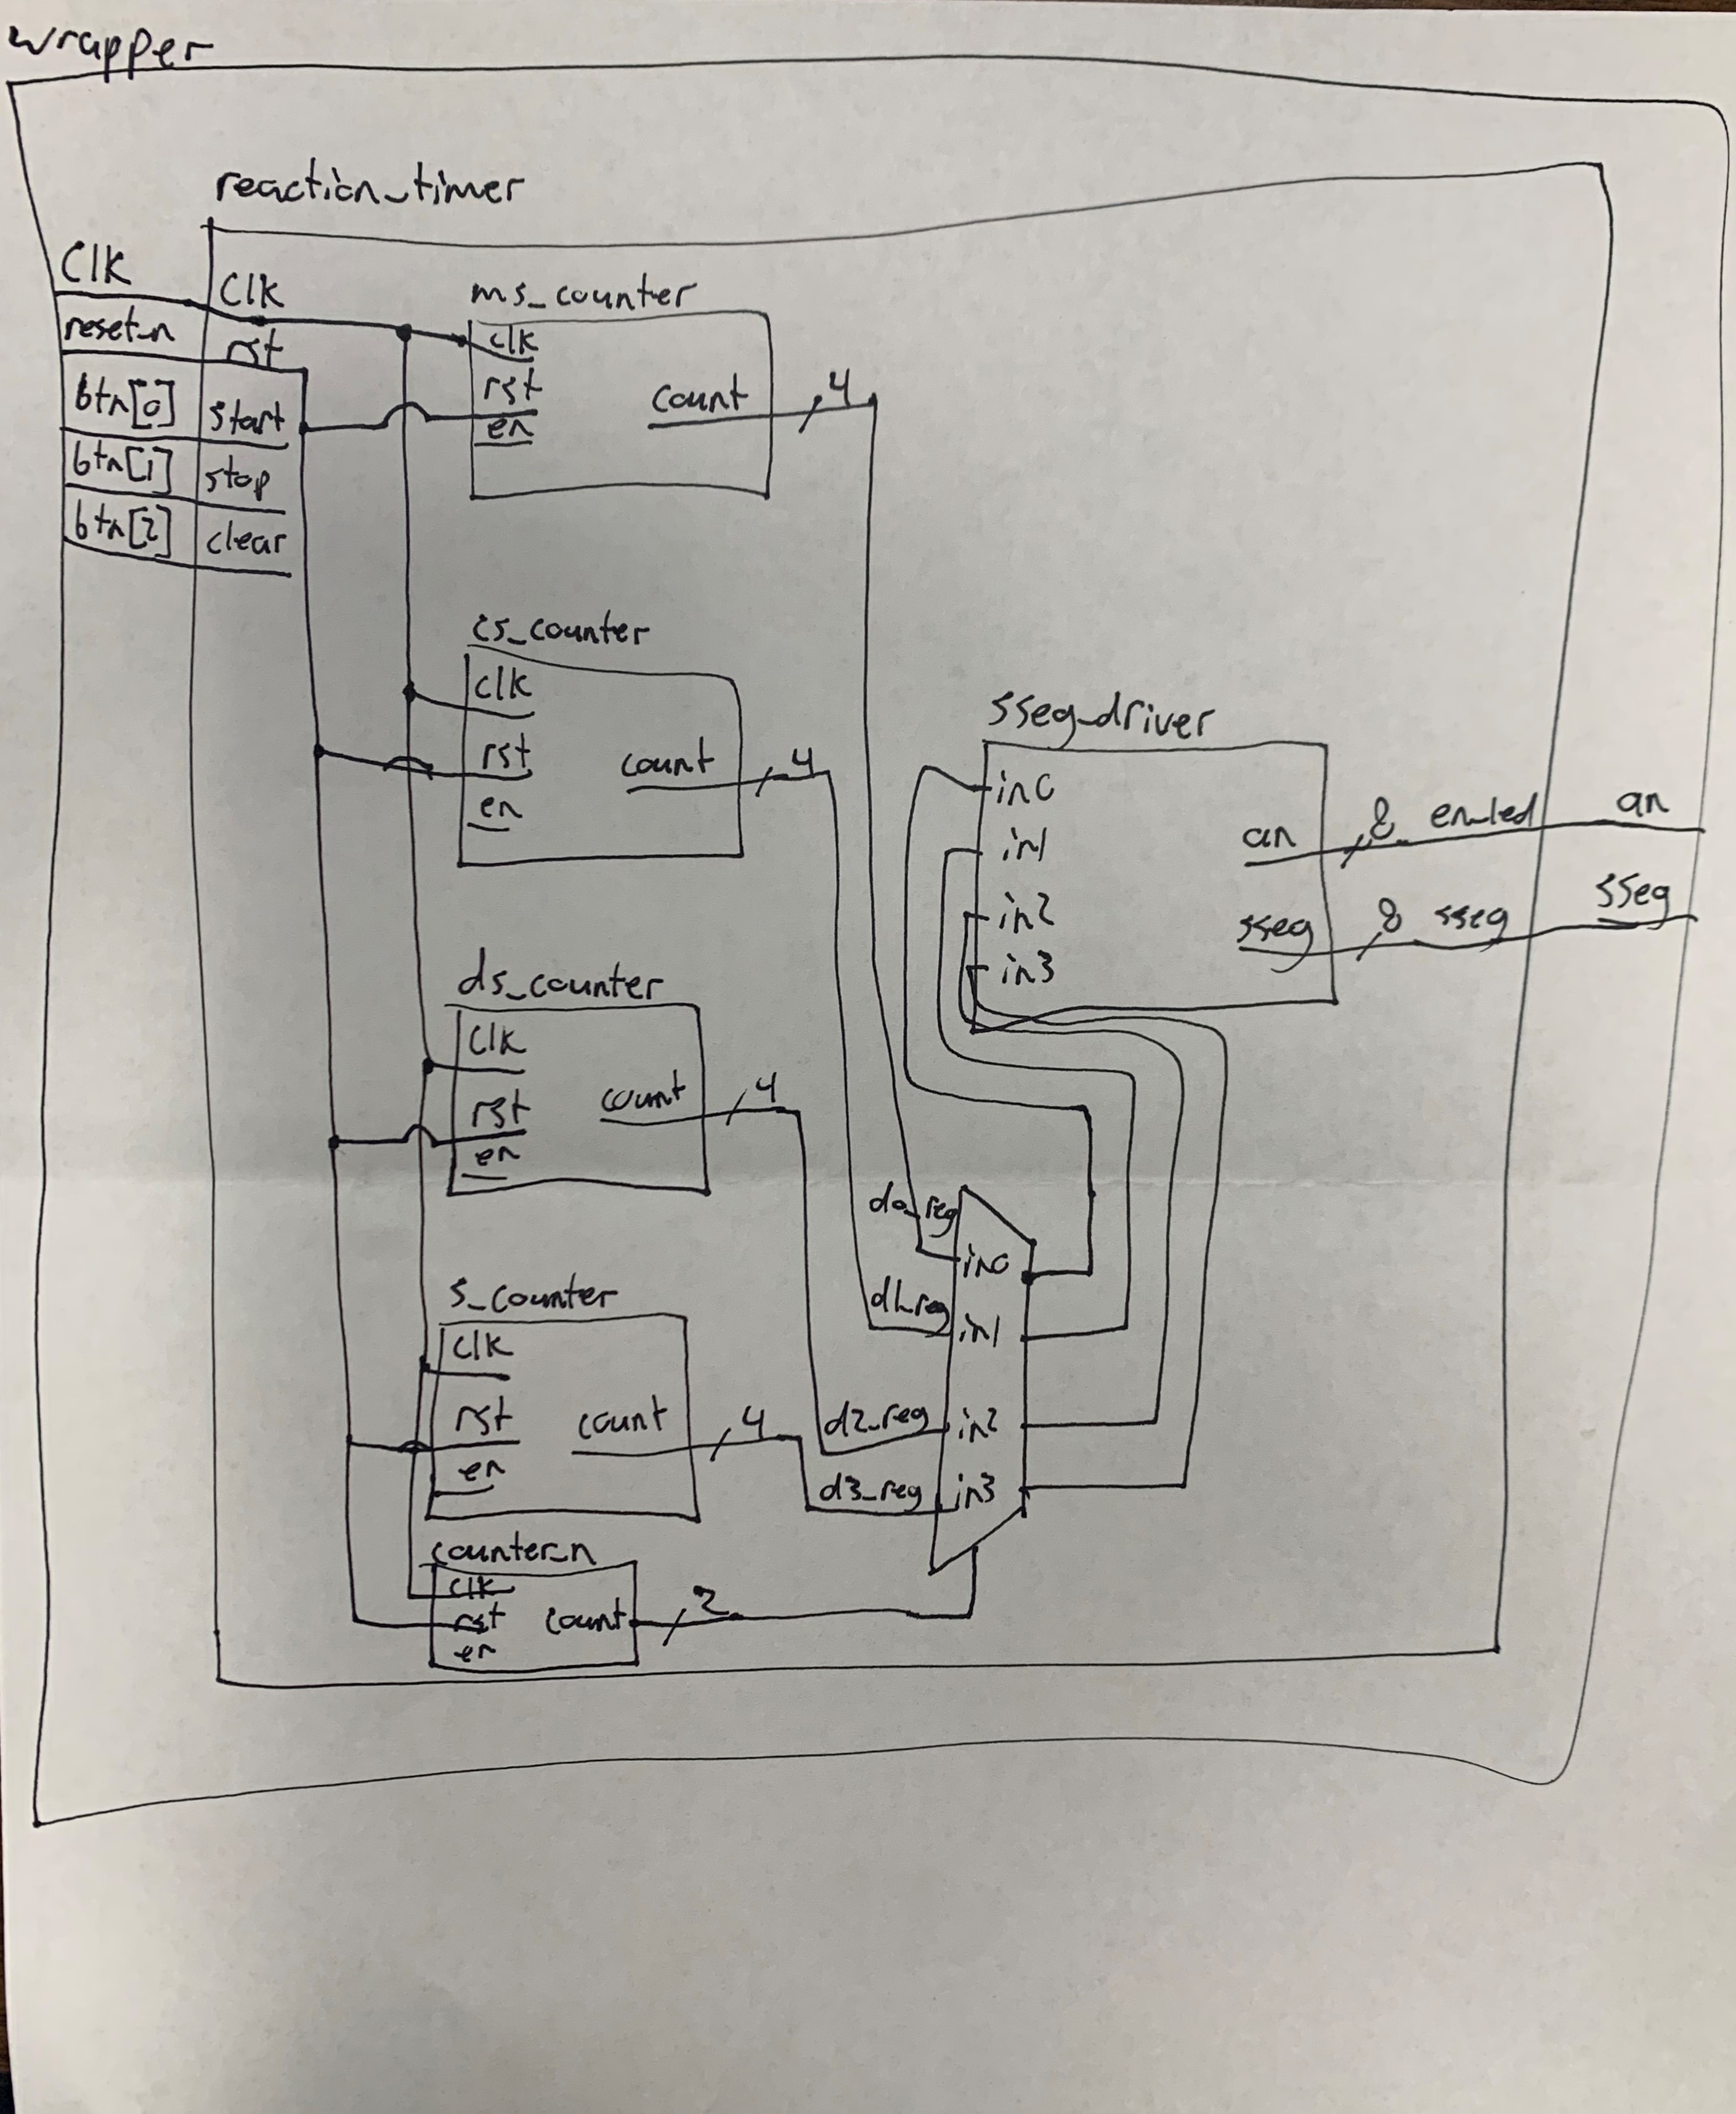 wrapper
reaction_timer
Clk
reset_n
btn[0]
btn[1]
btn[2]
Clk
rst
start
stop
clear
ms_counter
clk
rst
en
count
4
cs_counter
clk
rst
en
count
4
ds_counter
Clk
rst
en
count
4
s_counter
clk
rst
en
count
4
counter_n
clk
rst
en
count
2
d0_reg
d1_reg
d2_reg
d3_reg
in0
in1
in2
in3
sseg_driver
in0
in1
in2
in3
an
8 en_led
an
sseg
8 sseg
sseg